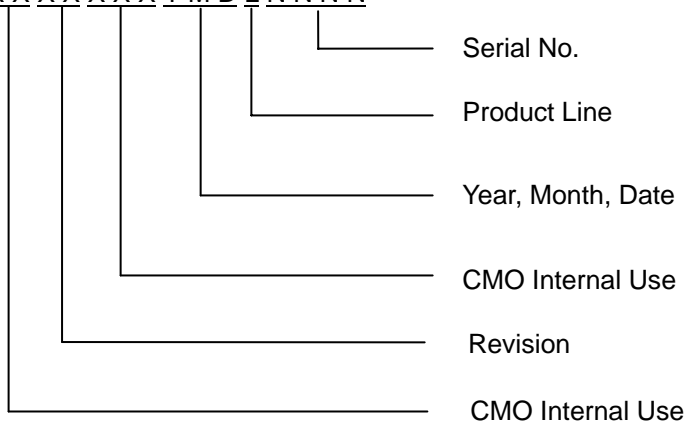 Serial No.
Product Line
Year, Month, Date
CMO Internal Use
Revision
CMO Internal Use